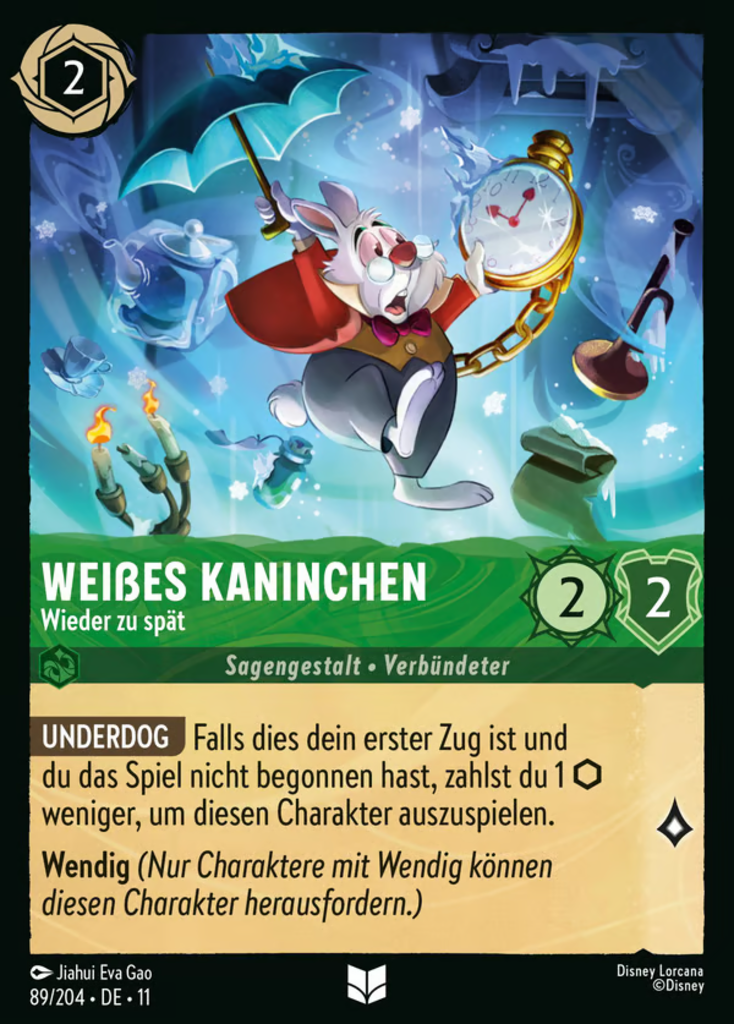 2
WEIẞES KANINCHEN
Wieder zu spät
2
2
Sagengestalt • Verbündeter
UNDERDOG Falls dies dein erster Zug ist und
du das Spiel nicht begonnen hast, zahlst du 1 ⬡
weniger, um diesen Charakter auszuspielen.
Wendig (Nur Charaktere mit Wendig können
diesen Charakter herausfordern.)
Jiahui Eva Gao
89/204 • DE • 11
Disney Lorcana
©Disney